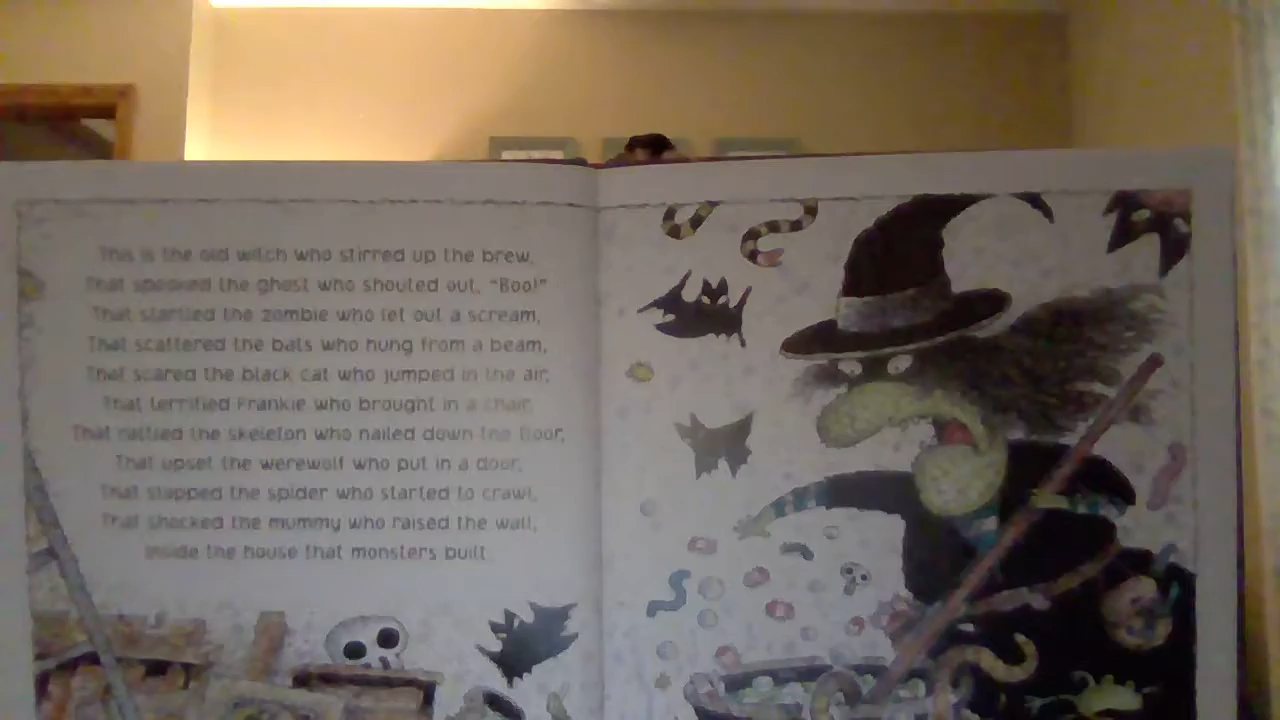 This is the old witch who stirred up the brew,
That spooked the ghost who shouted out, "Boo!"
That startled the zombie who let out a scream,
That scattered the bats who hung from a beam,
That scared the black cat who jumped in the air,
That terrified Frankie who brought in a chair,
That rattled the skeleton who nailed down the floor,
That upset the werewolf who put in a door,
That stopped the spider who started to crawl,
That shocked the mummy who raised the wall,
Inside the house that monsters built.